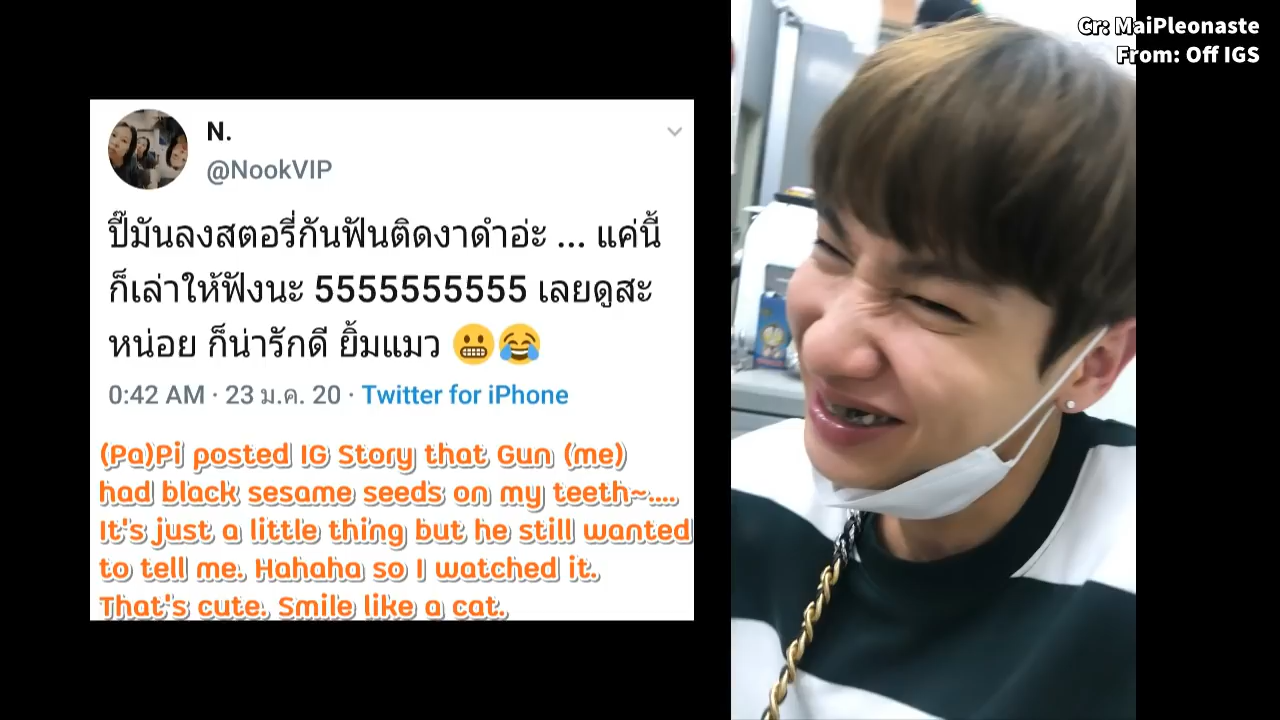 Cr: MaiPleonaste
From: Off IGS
N.
@NookVIP
ปี๊มันลงสตอรี่กันฟันติดงาดำอ่ะ ... แค่นี้
ก็เล่าให้ฟังนะ 5555555555 เลยดูสะ
หน่อย ก็น่ารักดี ยิ้มแมว 😬😂
0:42 AM · 23 ม.ค. 20 · Twitter for iPhone
(Pa)Pi posted IG Story that Gun (me)
had black sesame seeds on my teeth~....
It's just a little thing but he still wanted
to tell me. Hahaha so I watched it.
That's cute. Smile like a cat.